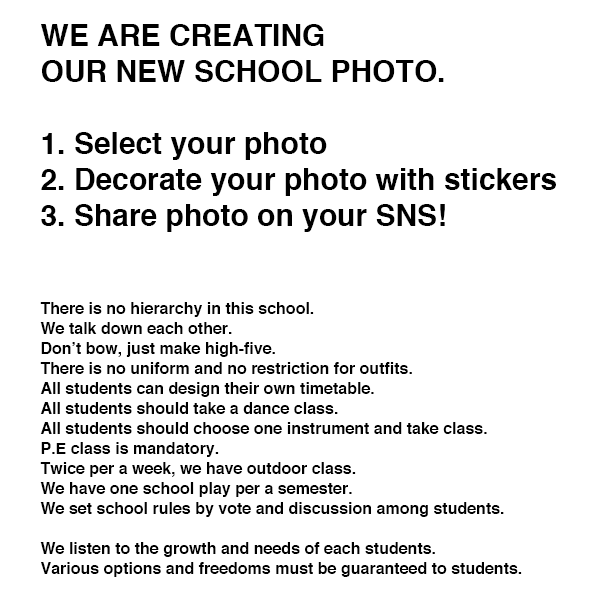 WE ARE CREATING
OUR NEW SCHOOL PHOTO.
1. Select your photo
2. Decorate your photo with stickers
3. Share photo on your SNS!
There is no hierarchy in this school.
We talk down each other.
Don’t bow, just make high-five.
There is no uniform and no restriction for outfits.
All students can design their own timetable.
All students should take a dance class.
All students should choose one instrument and take class.
P.E class is mandatory.
Twice per a week, we have outdoor class.
We have one school play per a semester.
We set school rules by vote and discussion among students.
We listen to the growth and needs of each students.
Various options and freedoms must be guaranteed to students.